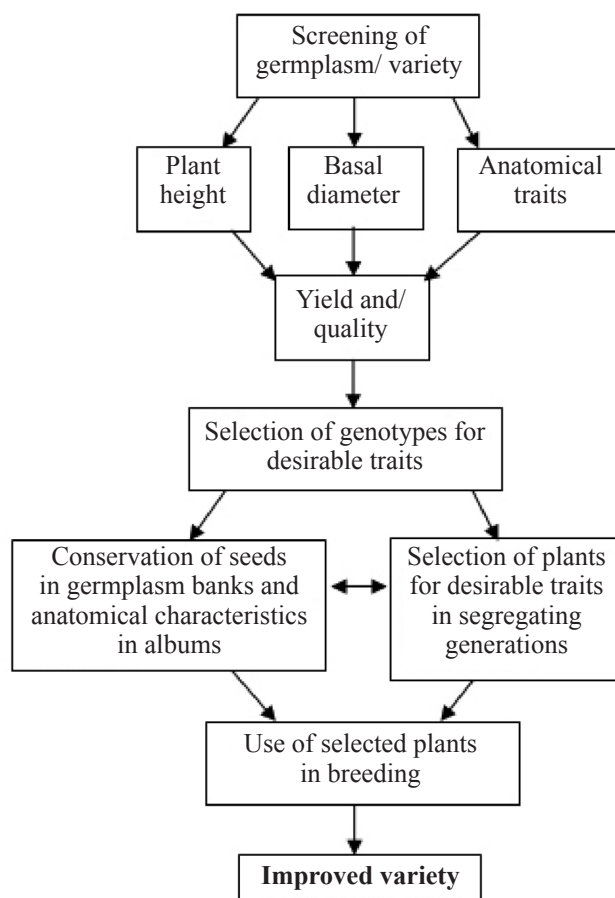 Screening of
germplasm/ variety
Plant
height
Basal
diameter
Anatomical
traits
Yield and/
quality
Selection of genotypes for
desirable traits
Conservation of seeds
in germplasm banks and
anatomical characteristics
in albums
Selection of plants
for desirable traits
in segregating
generations
Use of selected plants
in breeding
Improved variety